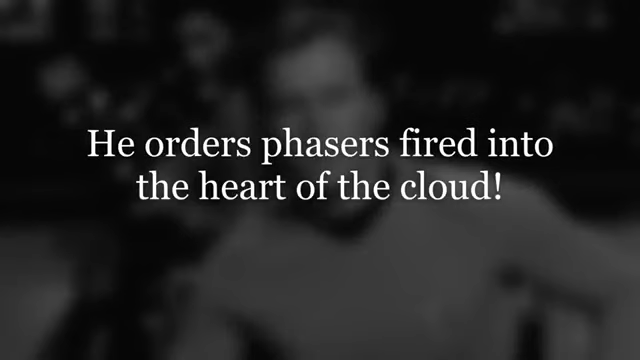 He orders phasers fired into
the heart of the cloud!